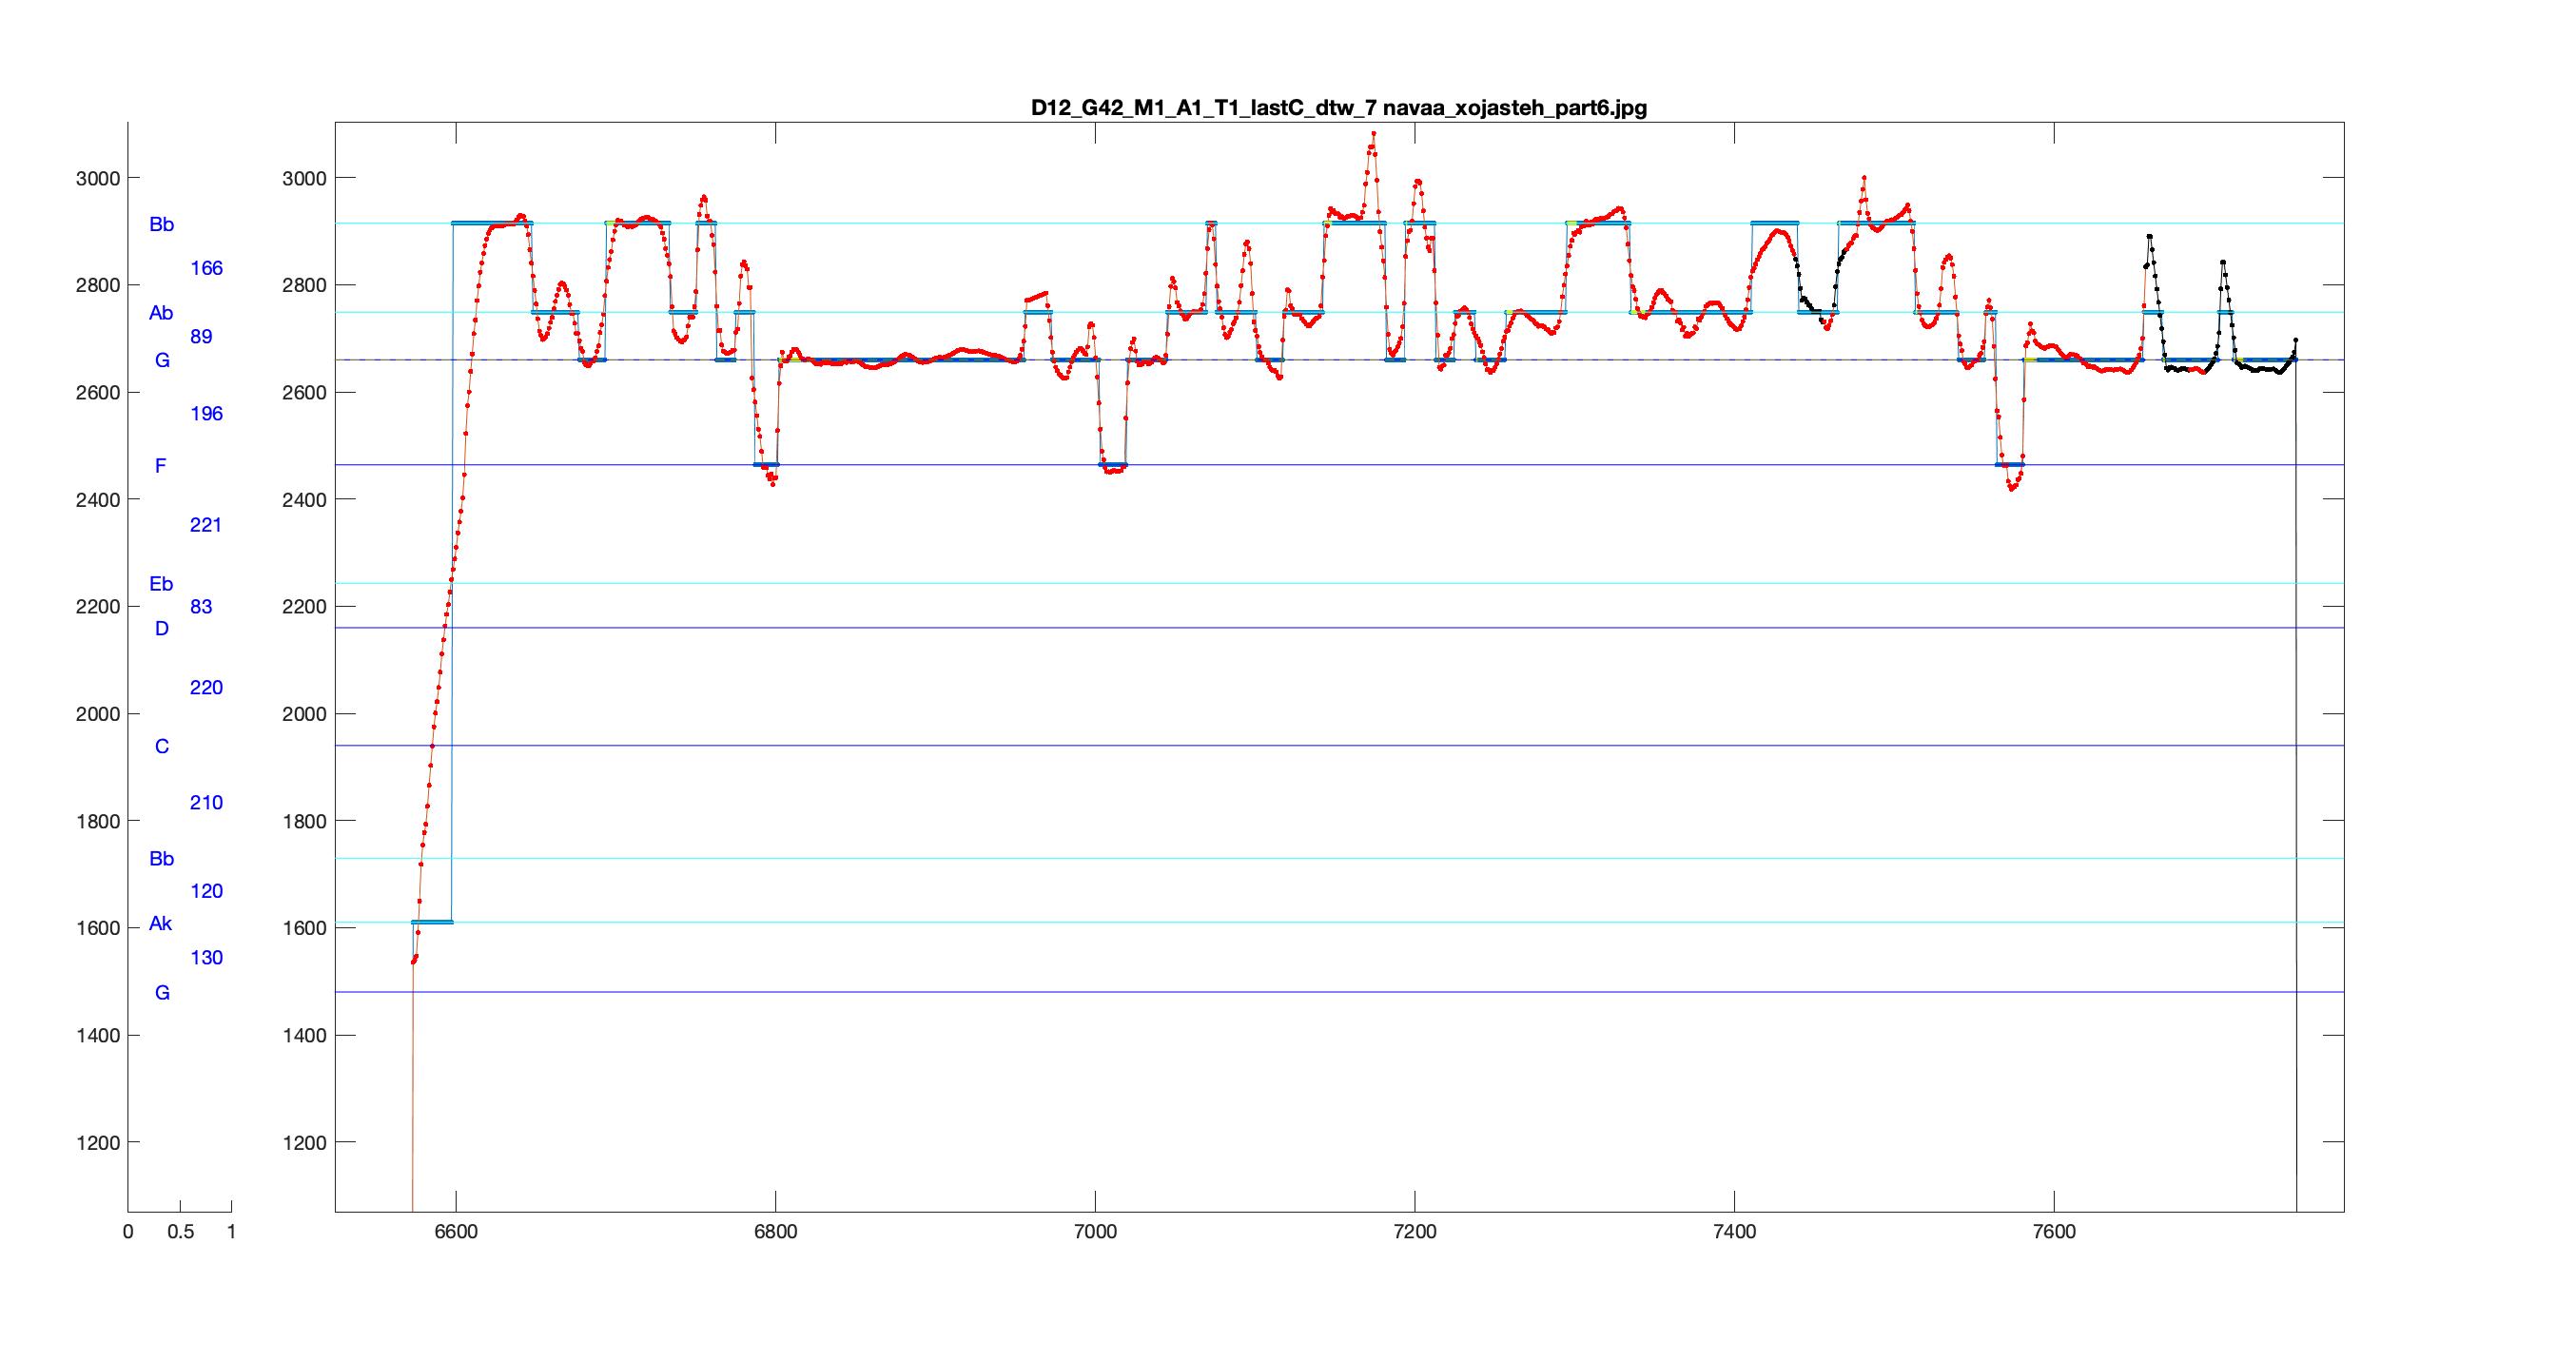 D12_G42_M1_A1_T1_lastC_dtw_7 navaa_xojasteh_part6.jpg
3000 3000
Bb
166
2800 2800
Ab
89
G
2600 2600
196
F
2400 2400
221
Eb
2200 83 2200
D
220
2000 2000
C
210
1800 1800
Bb
120
Ak
1600 1600
130
G
1400 1400
1200 1200
0 0.5 1 6600 6800 7000 7200 7400 7600